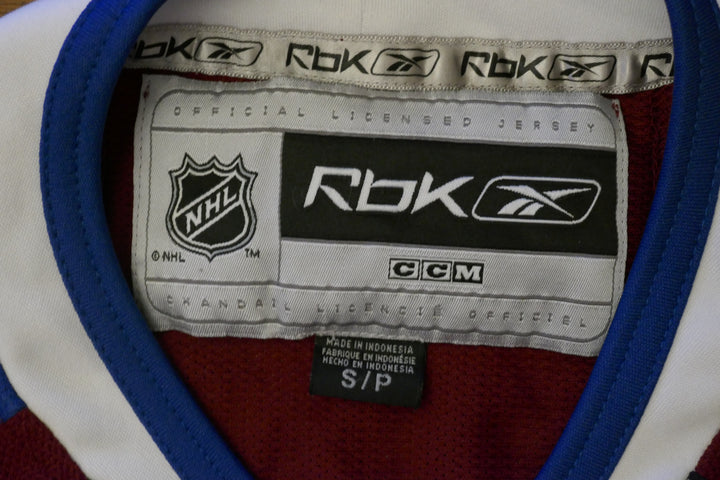 RbK RbK RbK R
OFFICIAL LICENSED JERSEY
NHL
RbK
© NHL TM
CCM
CHANDAIL LICENCIÉ OFFICIEL
MADE IN INDONESIA
FABRIQUE EN INDONESIE
HECHO EN INDONESIA
S/P